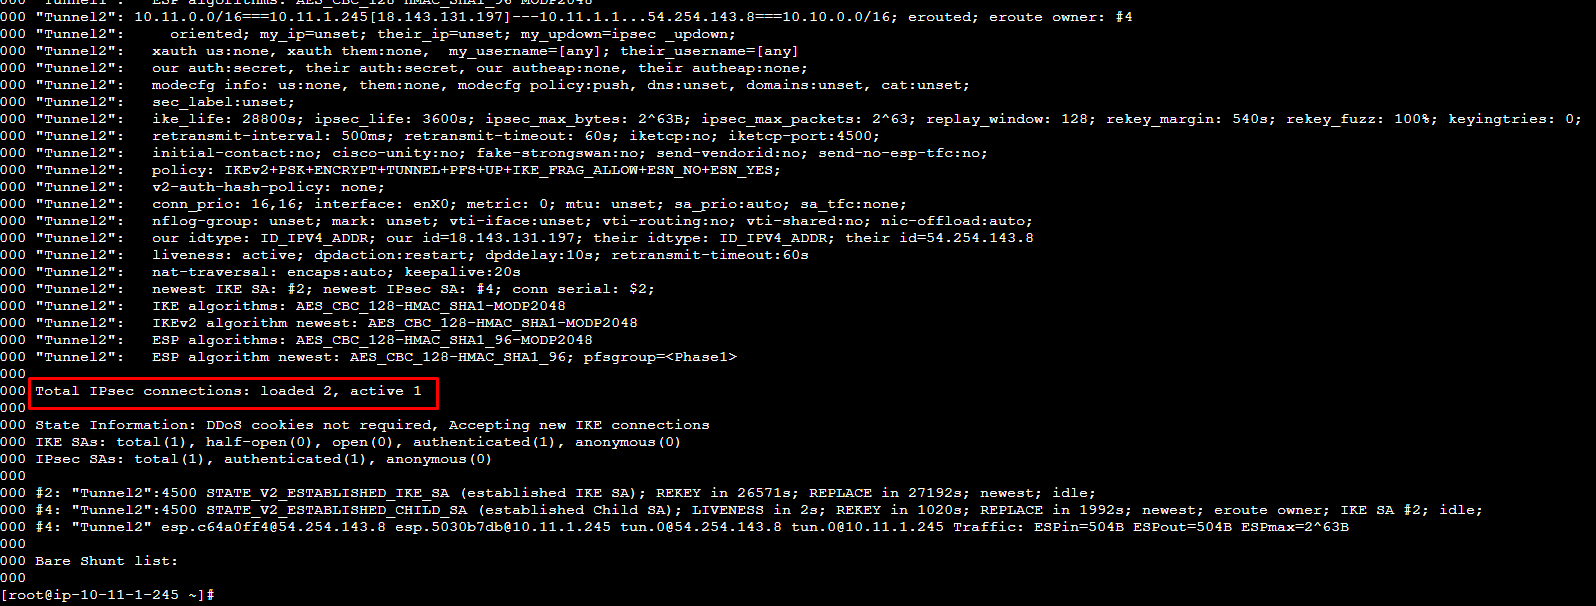 000 "Tunnel1":   ESP algorithms: AES_CBC_128-HMAC_SHA1_96-MODP2048
000 "Tunnel2": 10.11.0.0/16===10.11.1.245[18.143.131.197]---10.11.1.1...54.254.143.8===10.10.0.0/16; erouted; eroute owner: #4
000 "Tunnel2":     oriented; my_ip=unset; their_ip=unset; my_updown=ipsec _updown;
000 "Tunnel2":   xauth us:none, xauth them:none,  my_username=[any]; their_username=[any]
000 "Tunnel2":   our auth:secret, their auth:secret, our autheap:none, their autheap:none;
000 "Tunnel2":   modecfg info: us:none, them:none, modecfg policy:push, dns:unset, domains:unset, cat:unset;
000 "Tunnel2":   sec_label:unset;
000 "Tunnel2":   ike_life: 28800s; ipsec_life: 3600s; ipsec_max_bytes: 2^63B; ipsec_max_packets: 2^63; replay_window: 128; rekey_margin: 540s; rekey_fuzz: 100%; keyingtries: 0;
000 "Tunnel2":   retransmit-interval: 500ms; retransmit-timeout: 60s; iketcp:no; iketcp-port:4500;
000 "Tunnel2":   initial-contact:no; cisco-unity:no; fake-strongswan:no; send-vendorid:no; send-no-esp-tfc:no;
000 "Tunnel2":   policy: IKEv2+PSK+ENCRYPT+TUNNEL+PFS+UP+IKE_FRAG_ALLOW+ESN_NO+ESN_YES;
000 "Tunnel2":   v2-auth-hash-policy: none;
000 "Tunnel2":   conn_prio: 16,16; interface: enX0; metric: 0; mtu: unset; sa_prio:auto; sa_tfc:none;
000 "Tunnel2":   nflog-group: unset; mark: unset; vti-iface:unset; vti-routing:no; vti-shared:no; nic-offload:auto;
000 "Tunnel2":   our idtype: ID_IPV4_ADDR; our id=18.143.131.197; their idtype: ID_IPV4_ADDR; their id=54.254.143.8
000 "Tunnel2":   liveness: active; dpdaction:restart; dpddelay:10s; retransmit-timeout:60s
000 "Tunnel2":   nat-traversal: encaps:auto; keepalive:20s
000 "Tunnel2":   newest IKE SA: #2; newest IPsec SA: #4; conn serial: $2;
000 "Tunnel2":   IKE algorithms: AES_CBC_128-HMAC_SHA1-MODP2048
000 "Tunnel2":   IKEv2 algorithm newest: AES_CBC_128-HMAC_SHA1-MODP2048
000 "Tunnel2":   ESP algorithms: AES_CBC_128-HMAC_SHA1_96-MODP2048
000 "Tunnel2":   ESP algorithm newest: AES_CBC_128-HMAC_SHA1_96; pfsgroup=<Phase1>
000
000 Total IPsec connections: loaded 2, active 1
000
000 State Information: DDoS cookies not required, Accepting new IKE connections
000 IKE SAs: total(1), half-open(0), open(0), authenticated(1), anonymous(0)
000 IPsec SAs: total(1), authenticated(1), anonymous(0)
000
000 #2: "Tunnel2":4500 STATE_V2_ESTABLISHED_IKE_SA (established IKE SA); REKEY in 26571s; REPLACE in 27192s; newest; idle;
000 #4: "Tunnel2":4500 STATE_V2_ESTABLISHED_CHILD_SA (established Child SA); LIVENESS in 2s; REKEY in 1020s; REPLACE in 1992s; newest; eroute owner; IKE SA #2; idle;
000 #4: "Tunnel2" esp.c64a0ff4@54.254.143.8 esp.5030b7db@10.11.1.245 tun.0@54.254.143.8 tun.0@10.11.1.245 Traffic: ESPin=504B ESPout=504B ESPmax=2^63B
000
000 Bare Shunt list:
000
[root@ip-10-11-1-245 ~]#